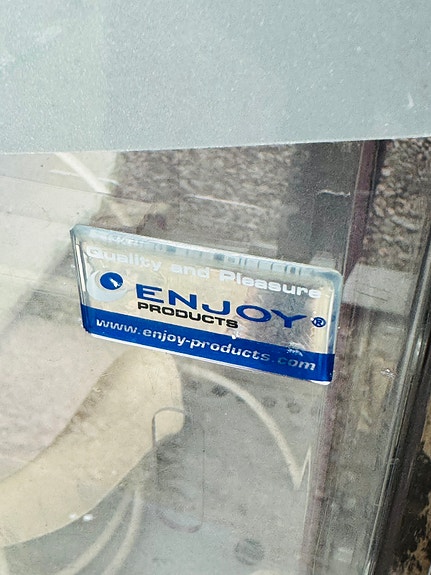 Quality and Pleasure
ENJOY®
PRODUCTS
www.enjoy-products.com